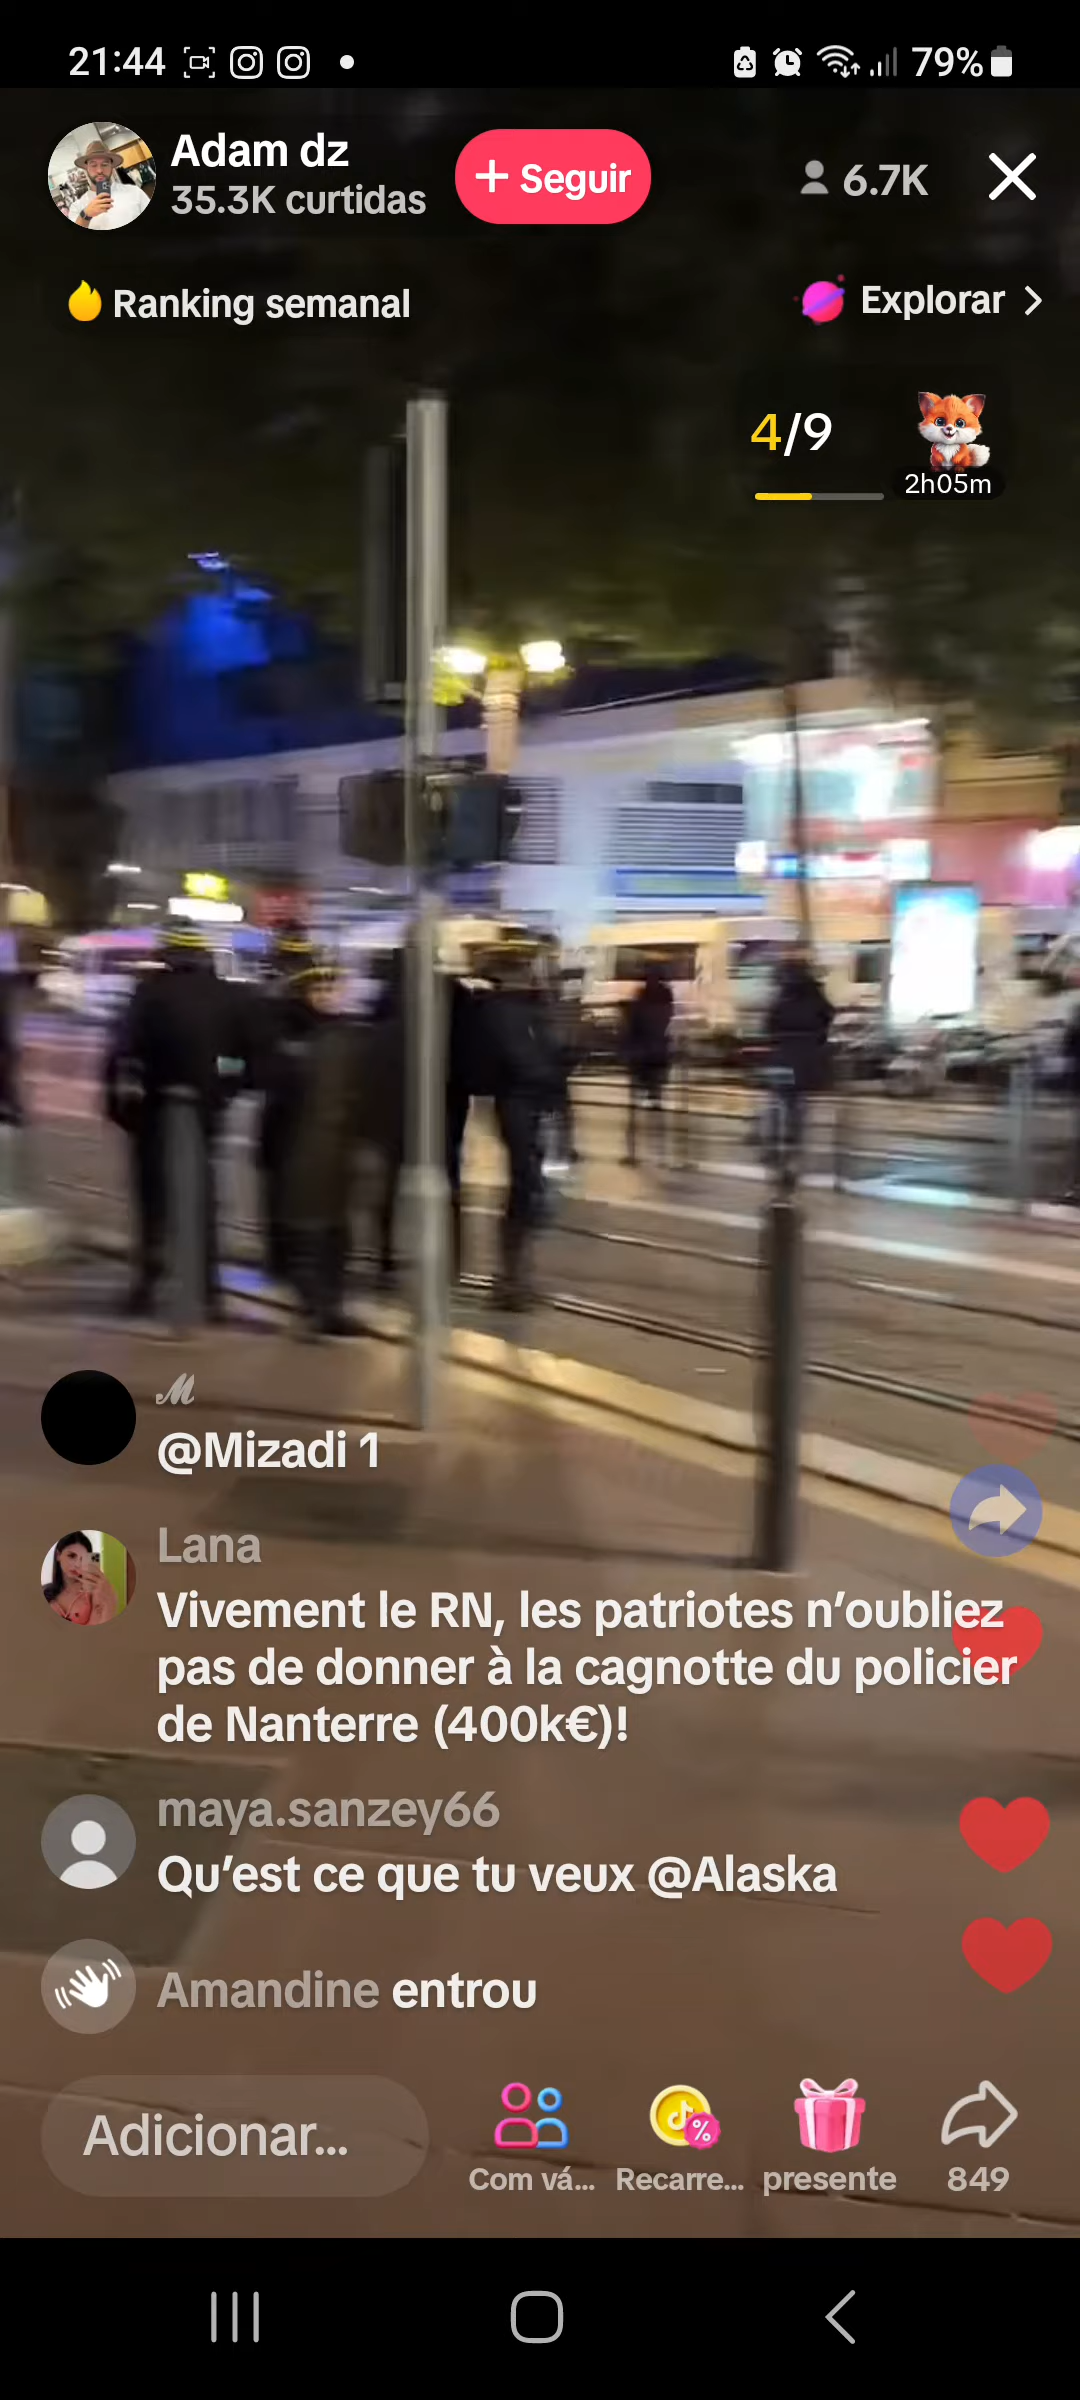 21:44
79%
Adam dz
35.3K curtidas
+ Seguir
6.7K
Ranking semanal
Explorar
4/9
2h05m
ℳ
@Mizadi 1
Lana
Vivement le RN, les patriotes n’oubliez
pas de donner à la cagnotte du policier
de Nanterre (400k€)!
maya.sanzey66
Qu’est ce que tu veux @Alaska
Amandine entrou
Adicionar...
Com vá...
Recarre...
presente
849